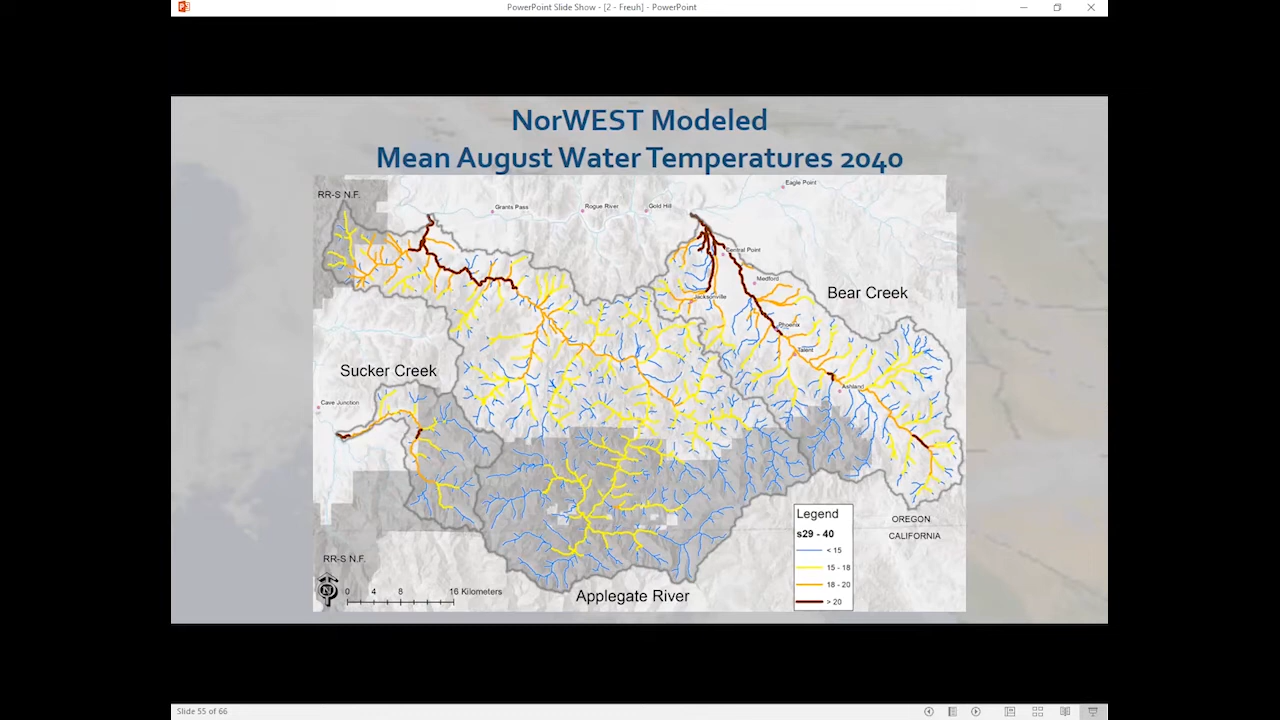 PowerPoint Slide Show - [2 - Freuh] - PowerPoint
NorWEST Modeled
Mean August Water Temperatures 2040
RR-S N.F.
Eagle Point
Grants Pass
Rogue River
Gold Hill
Central Point
Medford
Bear Creek
Jacksonville
Phoenix
Talent
Sucker Creek
Ashland
Cave Junction
Legend
s29 - 40
< 15
15 - 18
18 - 20
> 20
OREGON
CALIFORNIA
RR-S N.F.
N
0 4 8 16 Kilometers
Applegate River
Slide 55 of 66